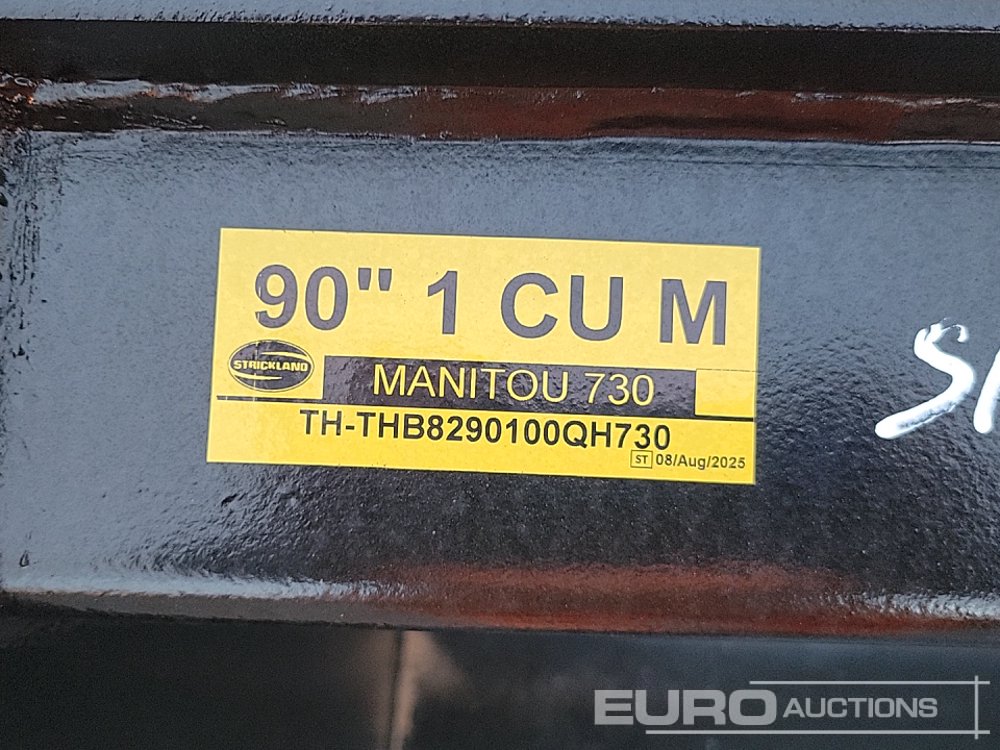 90" 1 CU M
STRICKLAND
MANITOU 730
TH-THB8290100QH730
ST 08/Aug/2025
EURO AUCTIONS